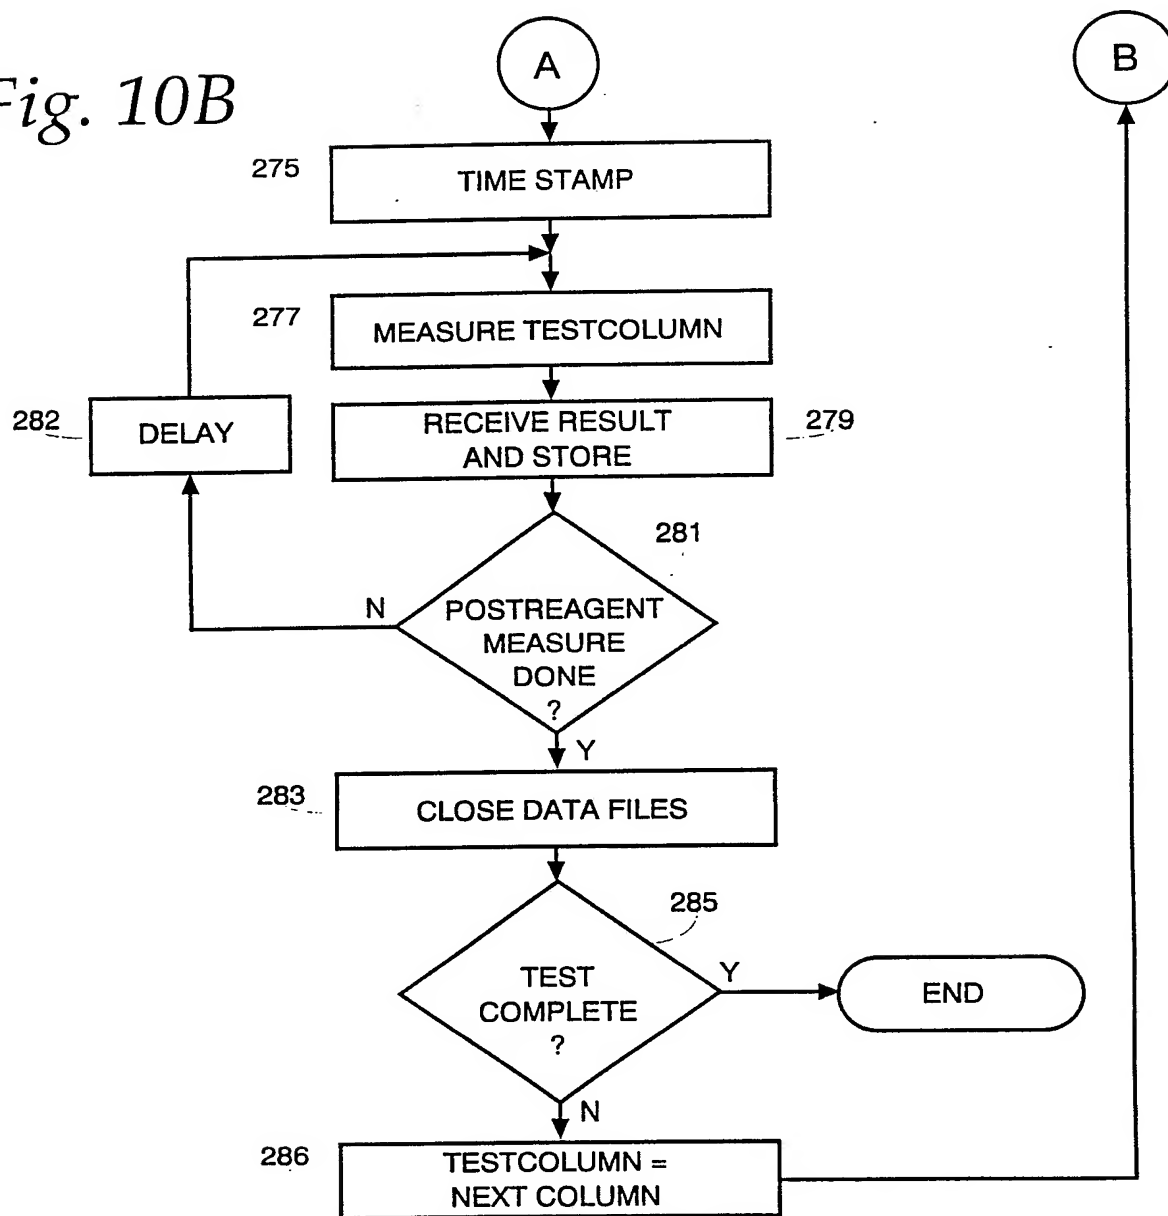 A
B
Fig. 10B
275
TIME STAMP
277
MEASURE TESTCOLUMN
282
DELAY
RECEIVE RESULT
AND STORE
279
281
N
POSTREAGENT
MEASURE
DONE
?
Y
283
CLOSE DATA FILES
285
TEST
COMPLETE
?
Y
END
N
286
TESTCOLUMN =
NEXT COLUMN